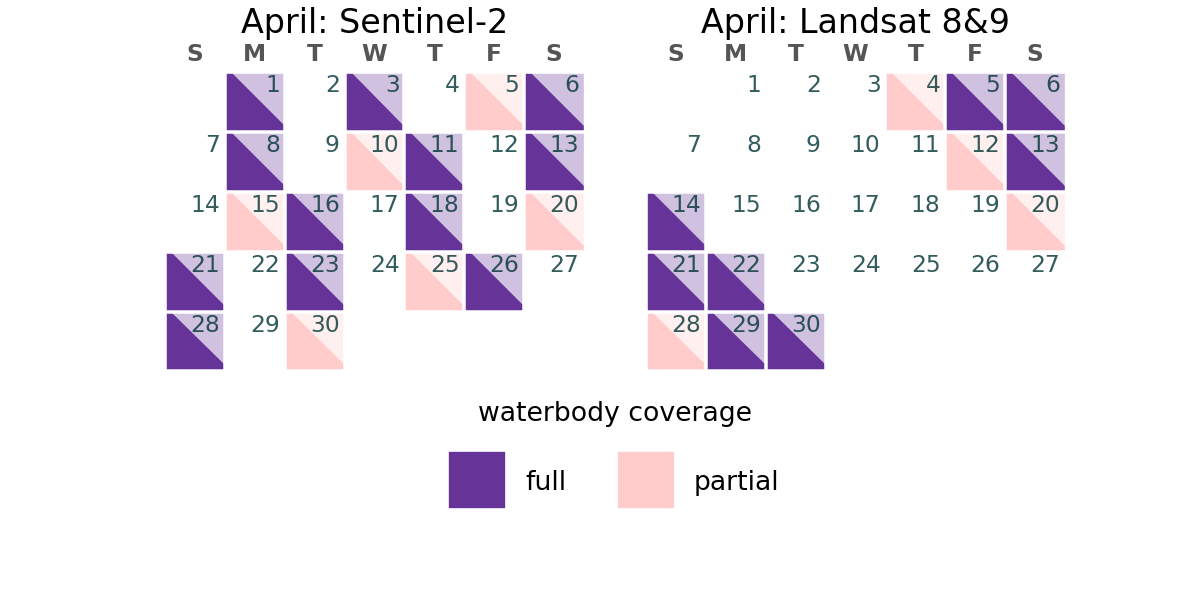 April: Sentinel-2
S M T W T F S
1 2 3 4 5 6
7 8 9 10 11 12 13
14 15 16 17 18 19 20
21 22 23 24 25 26 27
28 29 30
April: Landsat 8&9
S M T W T F S
1 2 3 4 5 6
7 8 9 10 11 12 13
14 15 16 17 18 19 20
21 22 23 24 25 26 27
28 29 30
waterbody coverage
full partial